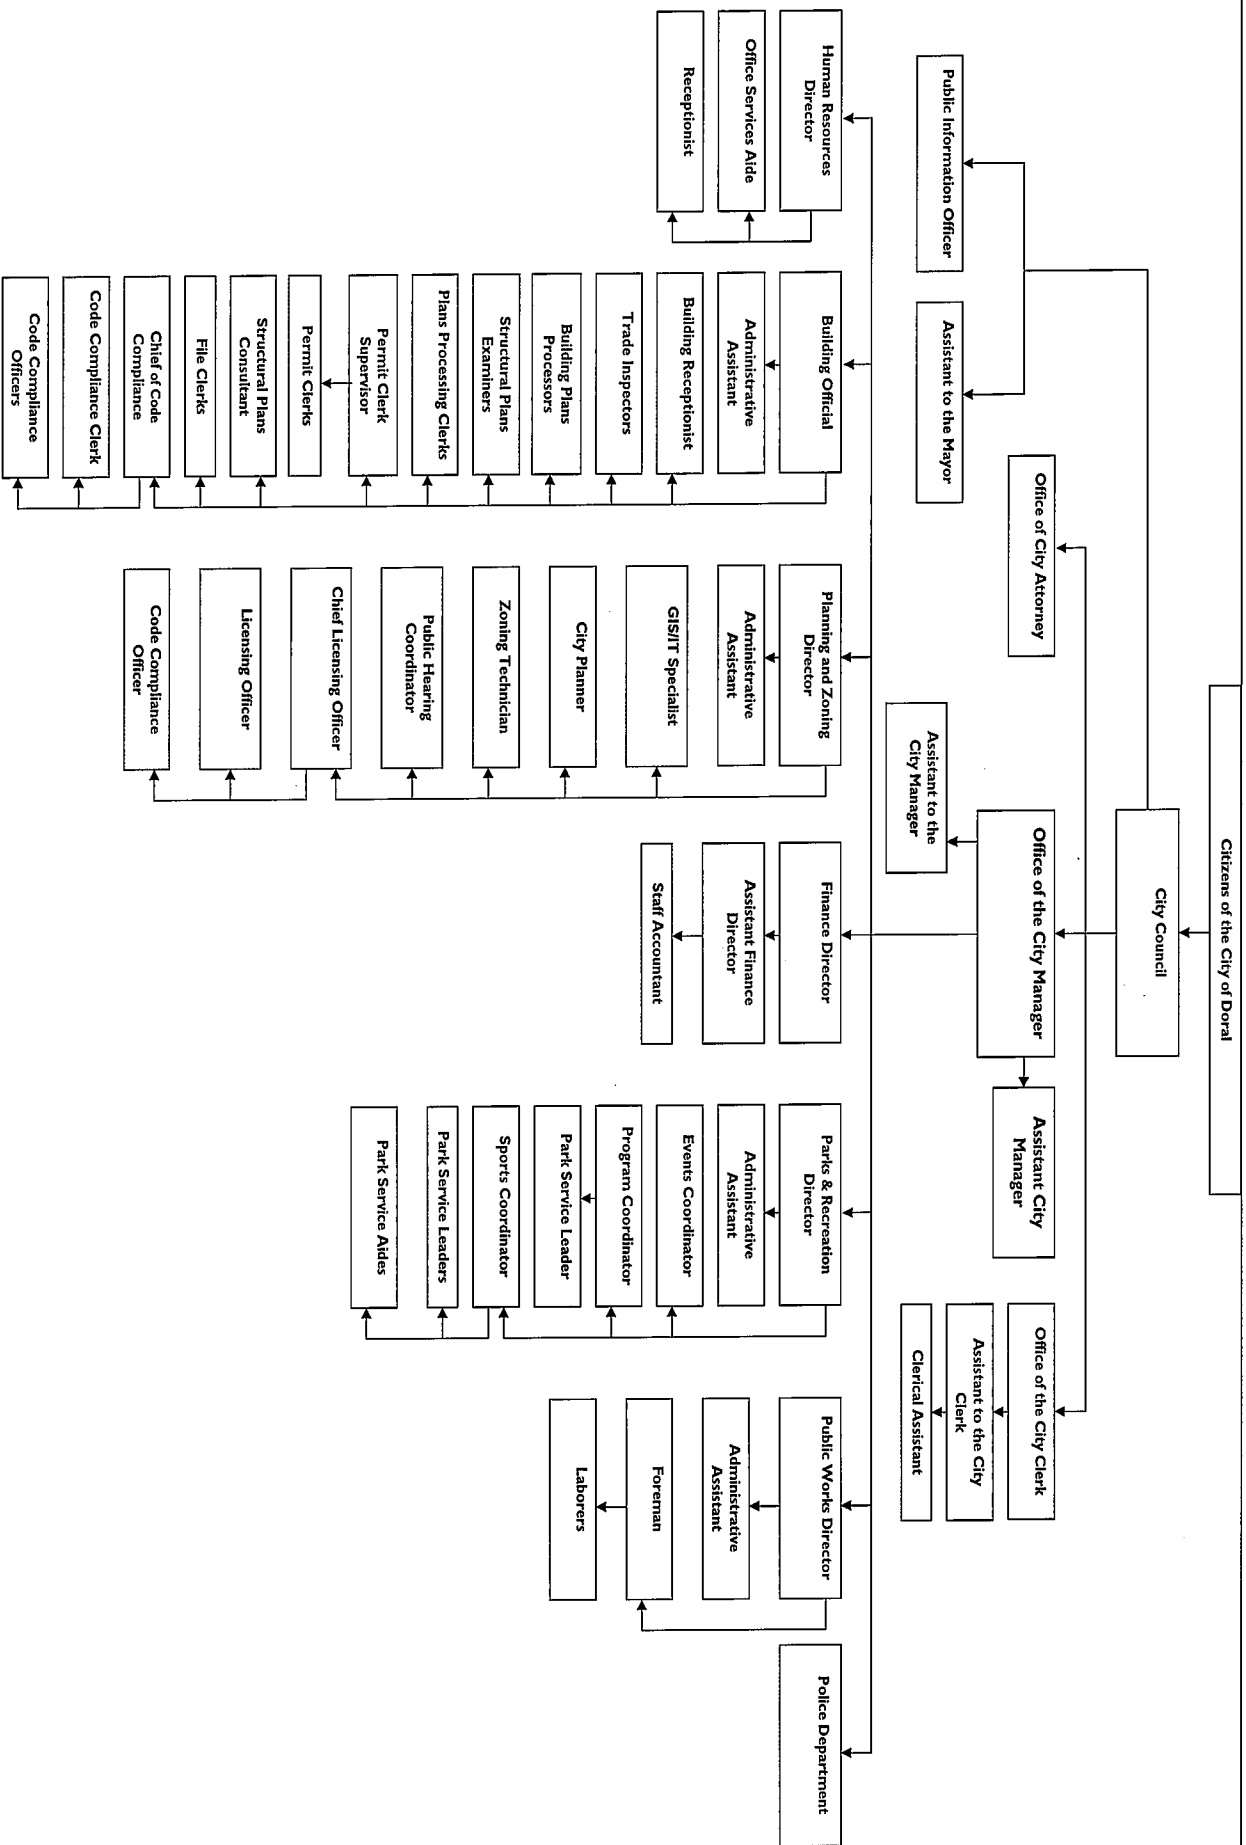 Citizens of the City of Doral
City Council
Office of City Attorney
Office of the City Manager
Assistant City
Manager
Office of the City Clerk
Assistant to the City
Clerk
Clerical Assistant
Public Information Officer
Assistant to the Mayor
Assistant to the
City Manager
Human Resources
Director
Office Services Aide
Receptionist
Building Official
Administrative
Assistant
Building Receptionist
Trade Inspectors
Building Plans
Processors
Structural Plans
Examiners
Plans Processing Clerks
Permit Clerk
Supervisor
Permit Clerks
Structural Plans
Consultant
File Clerks
Chief of Code
Compliance
Code Compliance Clerk
Code Compliance
Officers
Planning and Zoning
Director
Administrative
Assistant
GIS/IT Specialist
City Planner
Zoning Technician
Public Hearing
Coordinator
Chief Licensing Officer
Licensing Officer
Code Compliance
Officer
Finance Director
Assistant Finance
Director
Staff Accountant
Parks & Recreation
Director
Administrative
Assistant
Events Coordinator
Program Coordinator
Park Service Leader
Sports Coordinator
Park Service Leaders
Park Service Aides
Public Works Director
Administrative
Assistant
Foreman
Laborers
Police Department